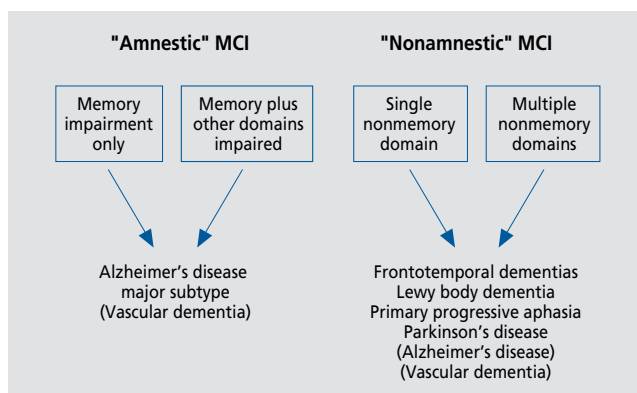 "Amnestic" MCI
Memory
impairment
only
Memory plus
other domains
impaired
Alzheimer’s disease
major subtype
(Vascular dementia)
"Nonamnestic" MCI
Single
nonmemory
domain
Multiple
nonmemory
domains
Frontotemporal dementias
Lewy body dementia
Primary progressive aphasia
Parkinson’s disease
(Alzheimer’s disease)
(Vascular dementia)